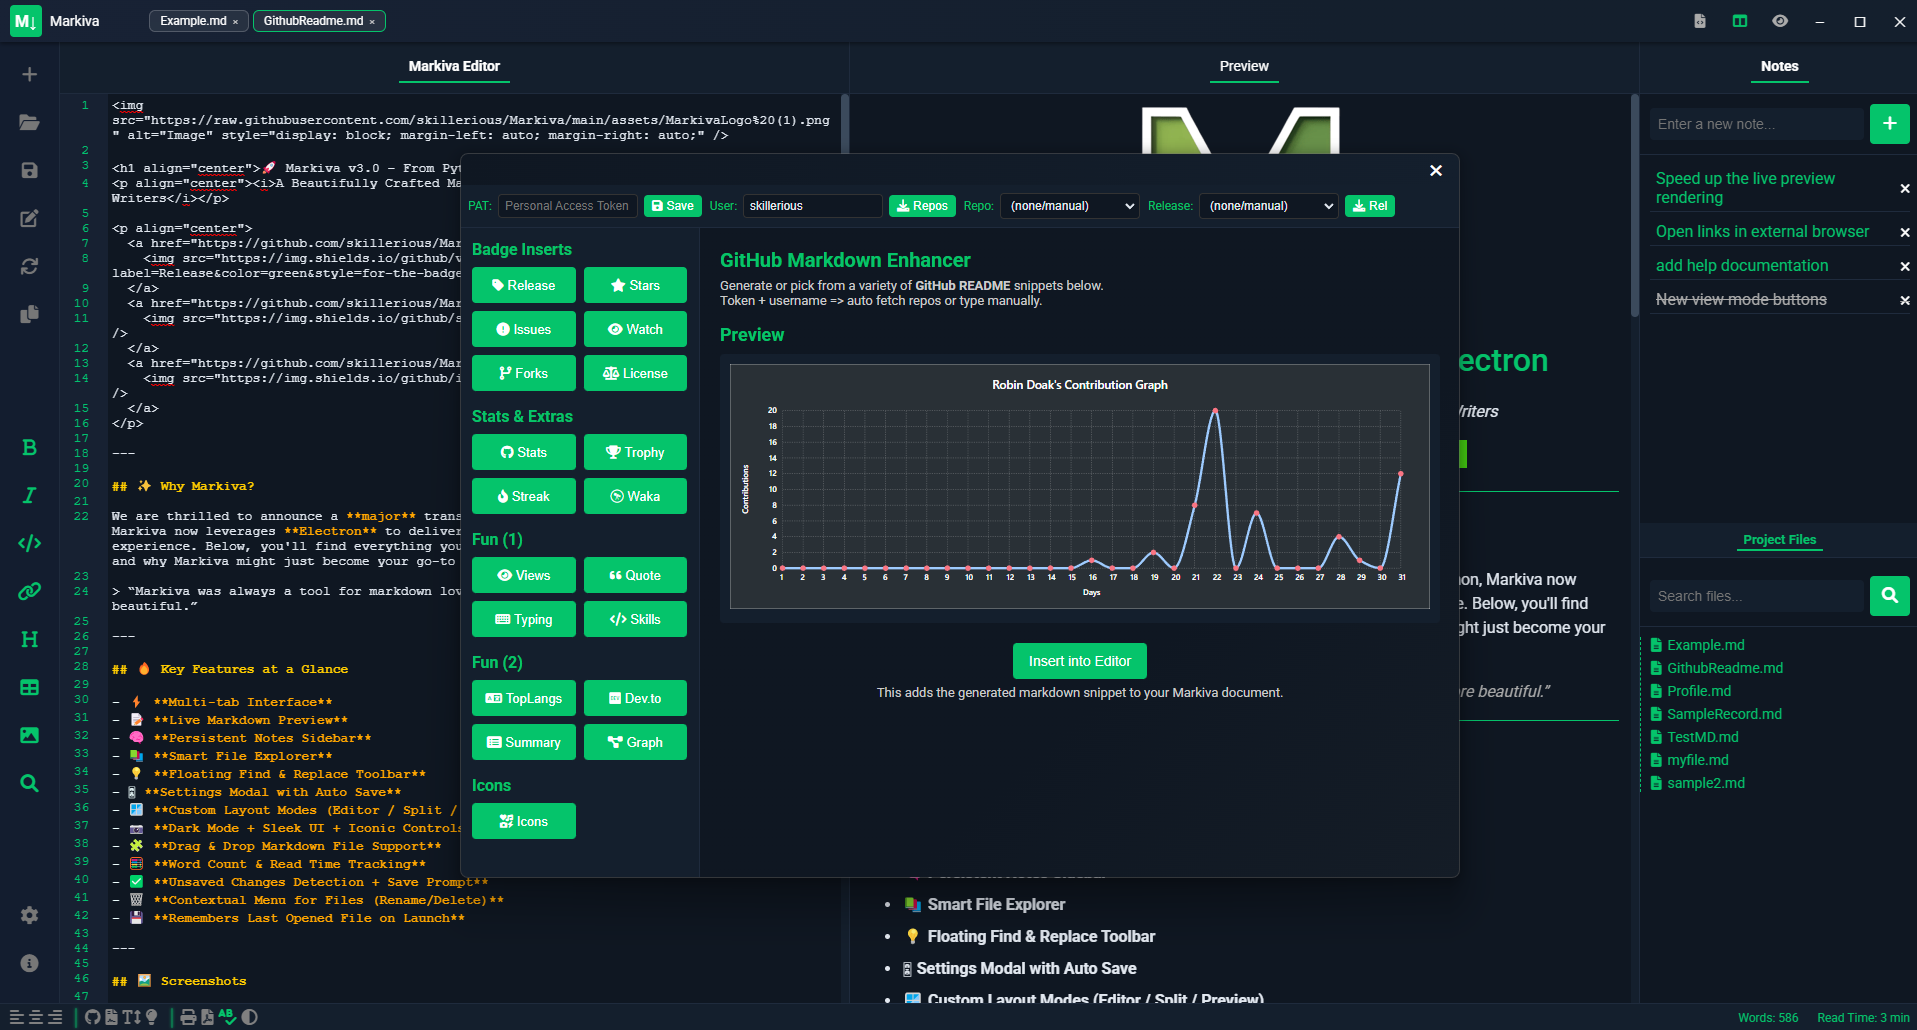 M↓ Markiva
Example.md ×
GithubReadme.md ×
Markiva Editor
1 <img
src="https://raw.githubusercontent.com/skillerious/Markiva/main/assets/MarkivaLogo%20(1).png
" alt="Image" style="display: block; margin-left: auto; margin-right: auto;" />
2
3 <h1 align="center">🚀 Markiva v3.0 – From Pyt
4 <p align="center"><i>A Beautifully Crafted Ma
Writers</i></p>
5
6 <p align="center">
7 <a href="https://github.com/skillerious/Mar
8 <img src="https://img.shields.io/github/v
label=Release&color=green&style=for-the-badge
9 </a>
10 <a href="https://github.com/skillerious/Mar
11 <img src="https://img.shields.io/github/s
/>
12 </a>
13 <a href="https://github.com/skillerious/Mar
14 <img src="https://img.shields.io/github/i
/>
15 </a>
16 </p>
17
18 ---
19
20 ## ✨ Why Markiva?
21
22 We are thrilled to announce a **major** trans
Markiva now leverages **Electron** to deliver
experience. Below, you'll find everything you
and why Markiva might just become your go-to
23
24 > “Markiva was always a tool for markdown lov
beautiful.”
25
26 ---
27
28 ## 🔥 Key Features at a Glance
29
30 - ⚡ **Multi-tab Interface**
31 - 📝 **Live Markdown Preview**
32 - 🧠 **Persistent Notes Sidebar**
33 - 📚 **Smart File Explorer**
34 - 💡 **Floating Find & Replace Toolbar**
35 - 🎛 **Settings Modal with Auto Save**
36 - 🪟 **Custom Layout Modes (Editor / Split /
37 - 📷 **Dark Mode + Sleek UI + Iconic Controls
38 - 🧩 **Drag & Drop Markdown File Support**
39 - 🧮 **Word Count & Read Time Tracking**
40 - ✅ **Unsaved Changes Detection + Save Prompt**
41 - 🗑 **Contextual Menu for Files (Rename/Delete)**
42 - 💾 **Remembers Last Opened File on Launch**
43
44 ---
45
46 ## 🖼 Screenshots
47
PAT: Personal Access Token Save User: skillerious Repos Repo: (none/manual) Release: (none/manual) Rel
Badge Inserts
Release Stars
Issues Watch
Forks License
Stats & Extras
Stats Trophy
Streak Waka
Fun (1)
Views Quote
Typing Skills
Fun (2)
TopLangs Dev.to
Summary Graph
Icons
Icons
GitHub Markdown Enhancer
Generate or pick from a variety of GitHub README snippets below.
Token + username => auto fetch repos or type manually.
Preview
Robin Doak's Contribution Graph
Contributions
20
18
16
14
12
10
8
6
4
2
0
1 2 3 4 5 6 7 8 9 10 11 12 13 14 15 16 17 18 19 20 21 22 23 24 25 26 27 28 29 30 31
Days
Insert into Editor
This adds the generated markdown snippet to your Markiva document.
Preview
ectron
Writers
on, Markiva now
e. Below, you'll find
ght just become your
re beautiful.”
• 📚 Smart File Explorer
• 💡 Floating Find & Replace Toolbar
• 🎛 Settings Modal with Auto Save
• 🪟 Custom Layout Modes (Editor / Split / Preview)
Notes
Enter a new note...
Speed up the live preview
rendering
Open links in external browser
add help documentation
New view mode buttons
Project Files
Search files...
Example.md
GithubReadme.md
Profile.md
SampleRecord.md
TestMD.md
myfile.md
sample2.md
Words: 586 Read Time: 3 min